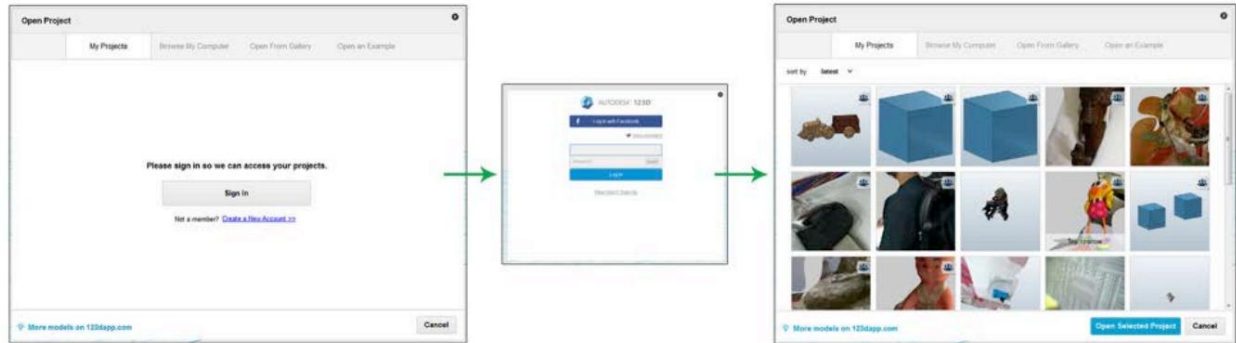 Open Project
My Projects Browse My Computer Open From Gallery Open an Example
Please sign in so we can access your projects.
Sign in
Not a member? Create a New Account >>
More models on 123dapp.com
Cancel
AUTODESK 123D
Log in with Facebook
Log in
Open Project
My Projects Browse My Computer Open From Gallery Open an Example
sort by latest
More models on 123dapp.com
Open Selected Project Cancel